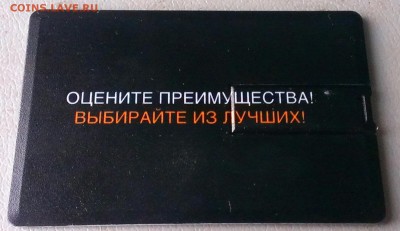 COINS.LAVE.RU
ОЦЕНИТЕ ПРЕИМУЩЕСТВА!
ВЫБИРАЙТЕ ИЗ ЛУЧШИХ!